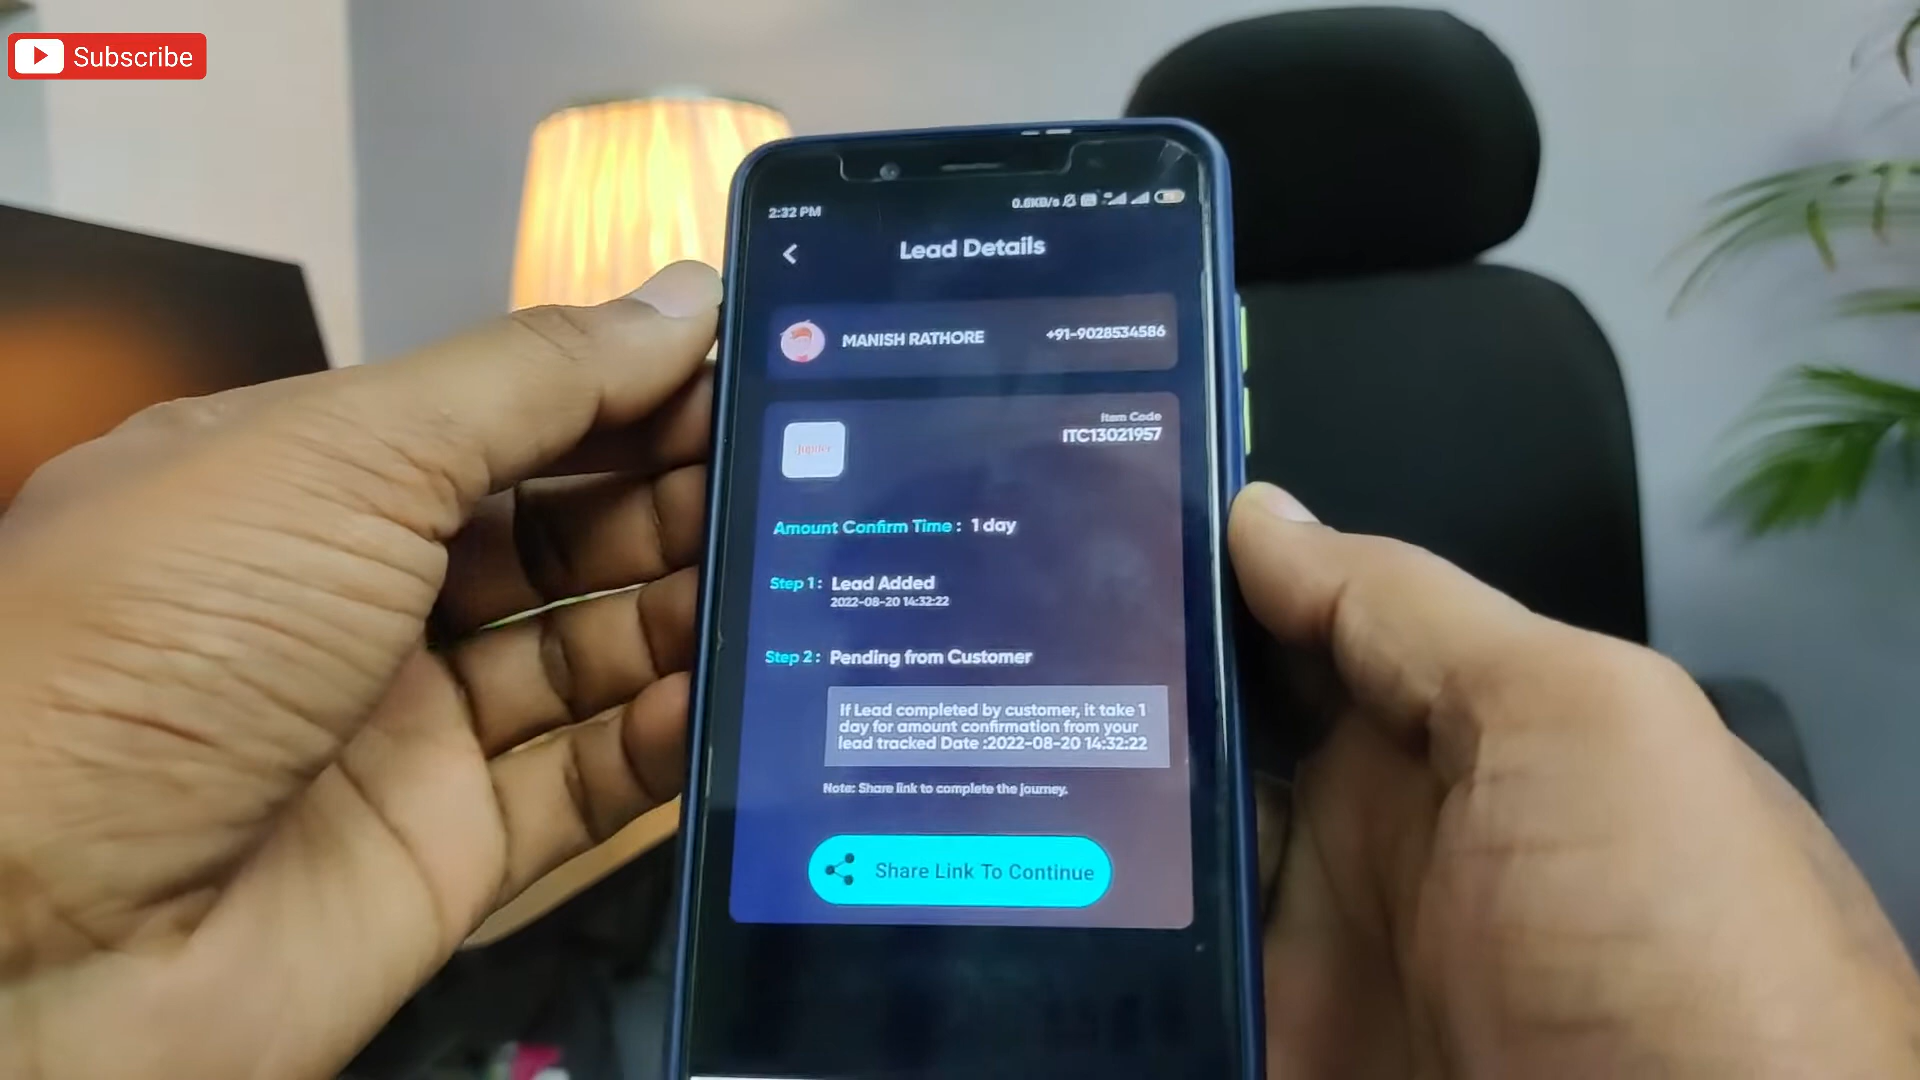 Subscribe
2:32 PM
0.6KB/s
Lead Details
MANISH RATHORE
+91-9028534586
Item Code
ITC13021957
Jupiter
Amount Confirm Time : 1 day
Step 1 : Lead Added
2022-08-20 14:32:22
Step 2 : Pending from Customer
If Lead completed by customer, it take 1
day for amount confirmation from your
lead tracked Date :2022-08-20 14:32:22
Note: Share link to complete the journey.
Share Link To Continue